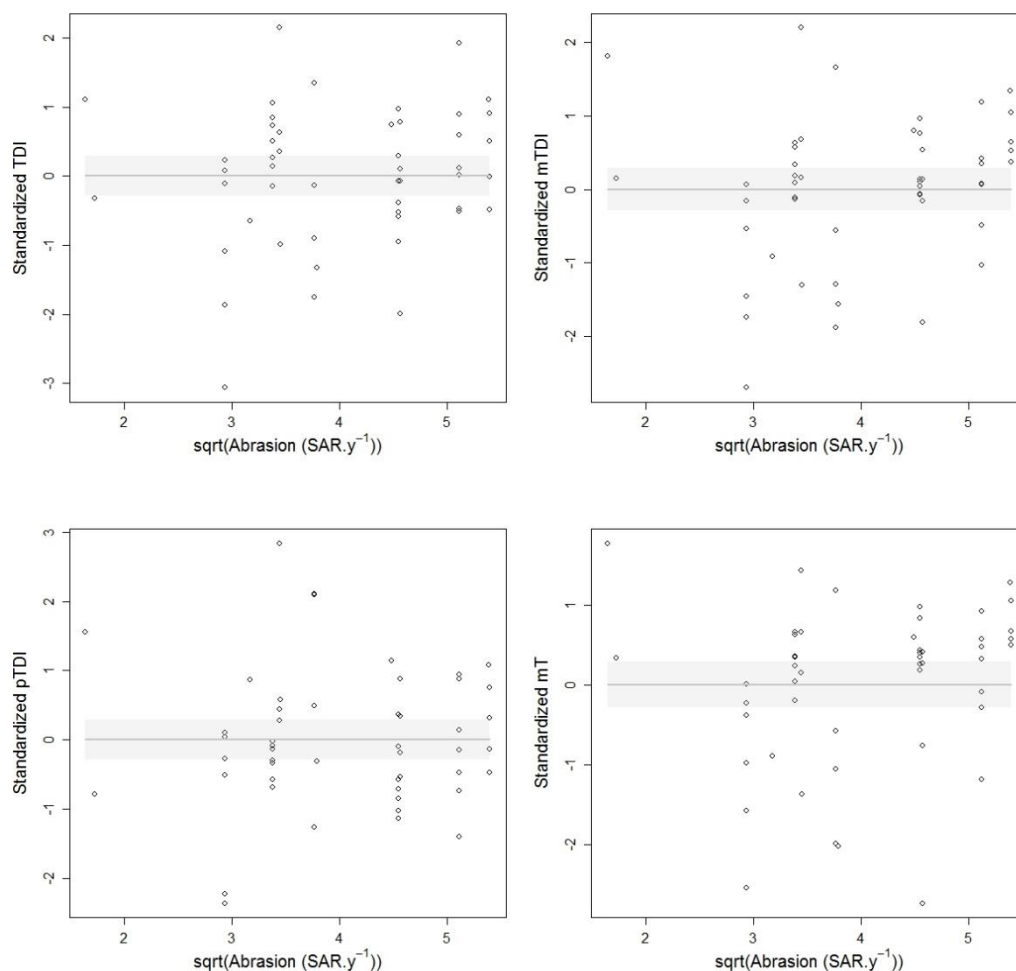 Standardized TDI
2
1
0
-1
-2
-3
2 3 4 5
sqrt(Abrasion (SAR.y⁻¹))
Standardized mTDI
2
1
0
-1
-2
2 3 4 5
sqrt(Abrasion (SAR.y⁻¹))
Standardized pTDI
3
2
1
0
-1
-2
2 3 4 5
sqrt(Abrasion (SAR.y⁻¹))
Standardized mT
1
0
-1
-2
2 3 4 5
sqrt(Abrasion (SAR.y⁻¹))